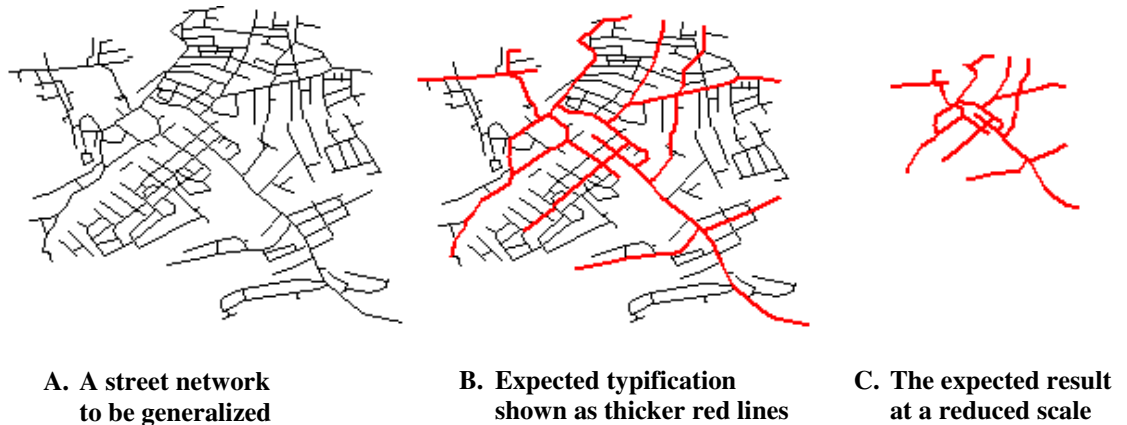 A. A street network
to be generalized
B. Expected typification
shown as thicker red lines
C. The expected result
at a reduced scale